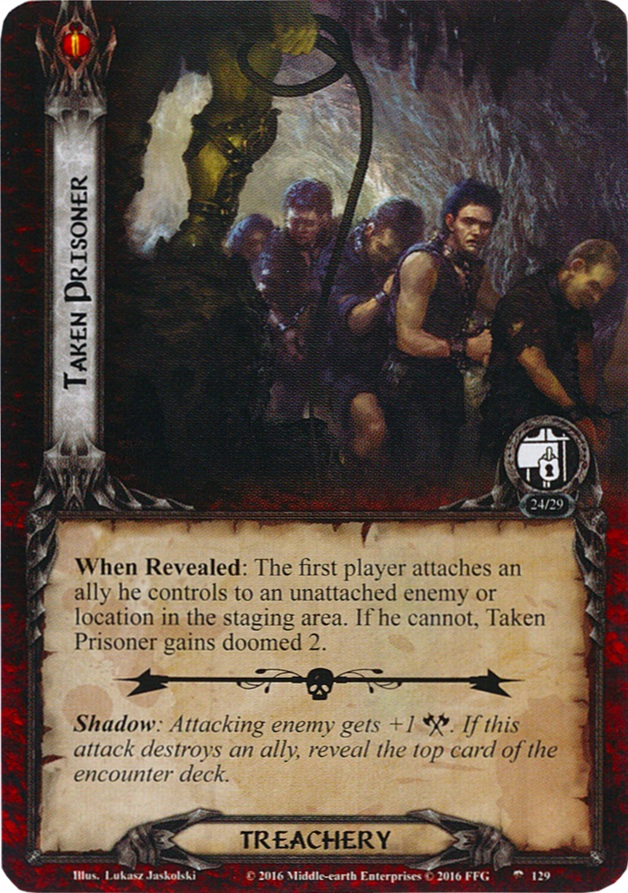 TAKEN PRISONER
24/29
When Revealed: The first player attaches an
ally he controls to an unattached enemy or
location in the staging area. If he cannot, Taken
Prisoner gains doomed 2.
Shadow: Attacking enemy gets +1 . If this
attack destroys an ally, reveal the top card of the
encounter deck.
TREACHERY
Illus. Lukasz Jaskolski © 2016 Middle-earth Enterprises © 2016 FFG 129